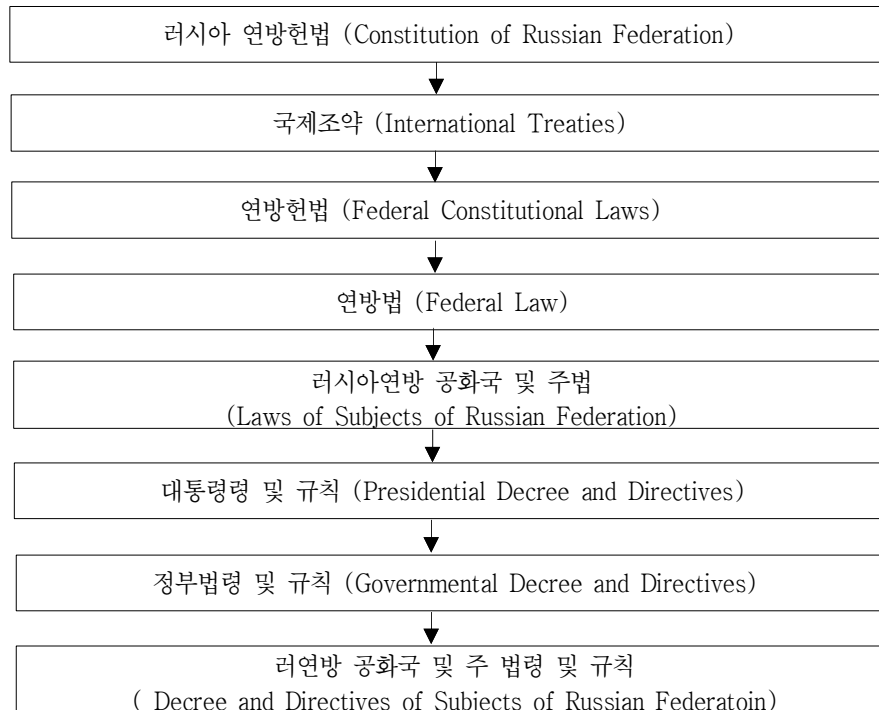 러시아 연방헌법 (Constitution of Russian Federation)
국제조약 (International Treaties)
연방헌법 (Federal Constitutional Laws)
연방법 (Federal Law)
러시아연방 공화국 및 주법
(Laws of Subjects of Russian Federation)
대통령령 및 규칙 (Presidential Decree and Directives)
정부법령 및 규칙 (Governmental Decree and Directives)
러연방 공화국 및 주 법령 및 규칙
( Decree and Directives of Subjects of Russian Federatoin)